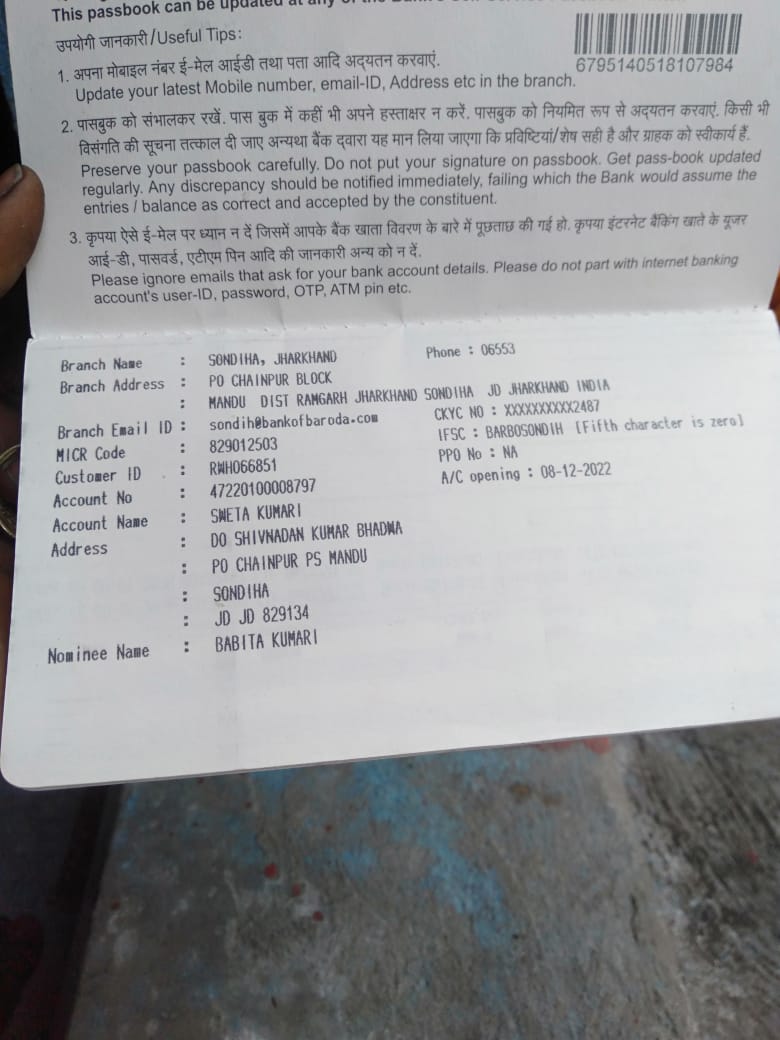 This passbook can be updated at any of the Bank's Self Service Passbook
उपयोगी जानकारी/Useful Tips:
6795140518107984
1. अपना मोबाइल नंबर ई-मेल आईडी तथा पता आदि अद्यतन करवाएं.
Update your latest Mobile number, email-ID, Address etc in the branch.
2. पासबुक को संभालकर रखें. पास बुक में कहीं भी अपने हस्ताक्षर न करें. पासबुक को नियमित रूप से अद्यतन करवाएं. किसी भी
विसंगति की सूचना तत्काल दी जाए अन्यथा बैंक द्वारा यह मान लिया जाएगा कि प्रविष्टियां/शेष सही है और ग्राहक को स्वीकार्य हैं.
Preserve your passbook carefully. Do not put your signature on passbook. Get pass-book updated
regularly. Any discrepancy should be notified immediately, failing which the Bank would assume the
entries / balance as correct and accepted by the constituent.
3. कृपया ऐसे ई-मेल पर ध्यान न दें जिसमें आपके बैंक खाता विवरण के बारे में पूछताछ की गई हो. कृपया इंटरनेट बैंकिंग खाते के यूजर
आई-डी, पासवर्ड, एटीएम पिन आदि की जानकारी अन्य को न दें.
Please ignore emails that ask for your bank account details. Please do not part with internet banking
account's user-ID, password, OTP, ATM pin etc.
Branch Name : SONDIHA, JHARKHAND Phone : 06553
Branch Address : PO CHAINPUR BLOCK
: MANDU DIST RAMGARH JHARKHAND SONDIHA JD JHARKHAND INDIA
Branch Email ID : sondih@bankofbaroda.com CKYC NO : XXXXXXXXXX2487
MICR Code : 829012503 IFSC : BARB0SONDIH [Fifth character is zero]
Customer ID : RWH066851 PPO No : NA
Account No : 47220100008797 A/C opening : 08-12-2022
Account Name : SWETA KUMARI
Address : DO SHIVNADAN KUMAR BHADWA
: PO CHAINPUR PS MANDU
: SONDIHA
: JD JD 829134
Nominee Name : BABITA KUMARI